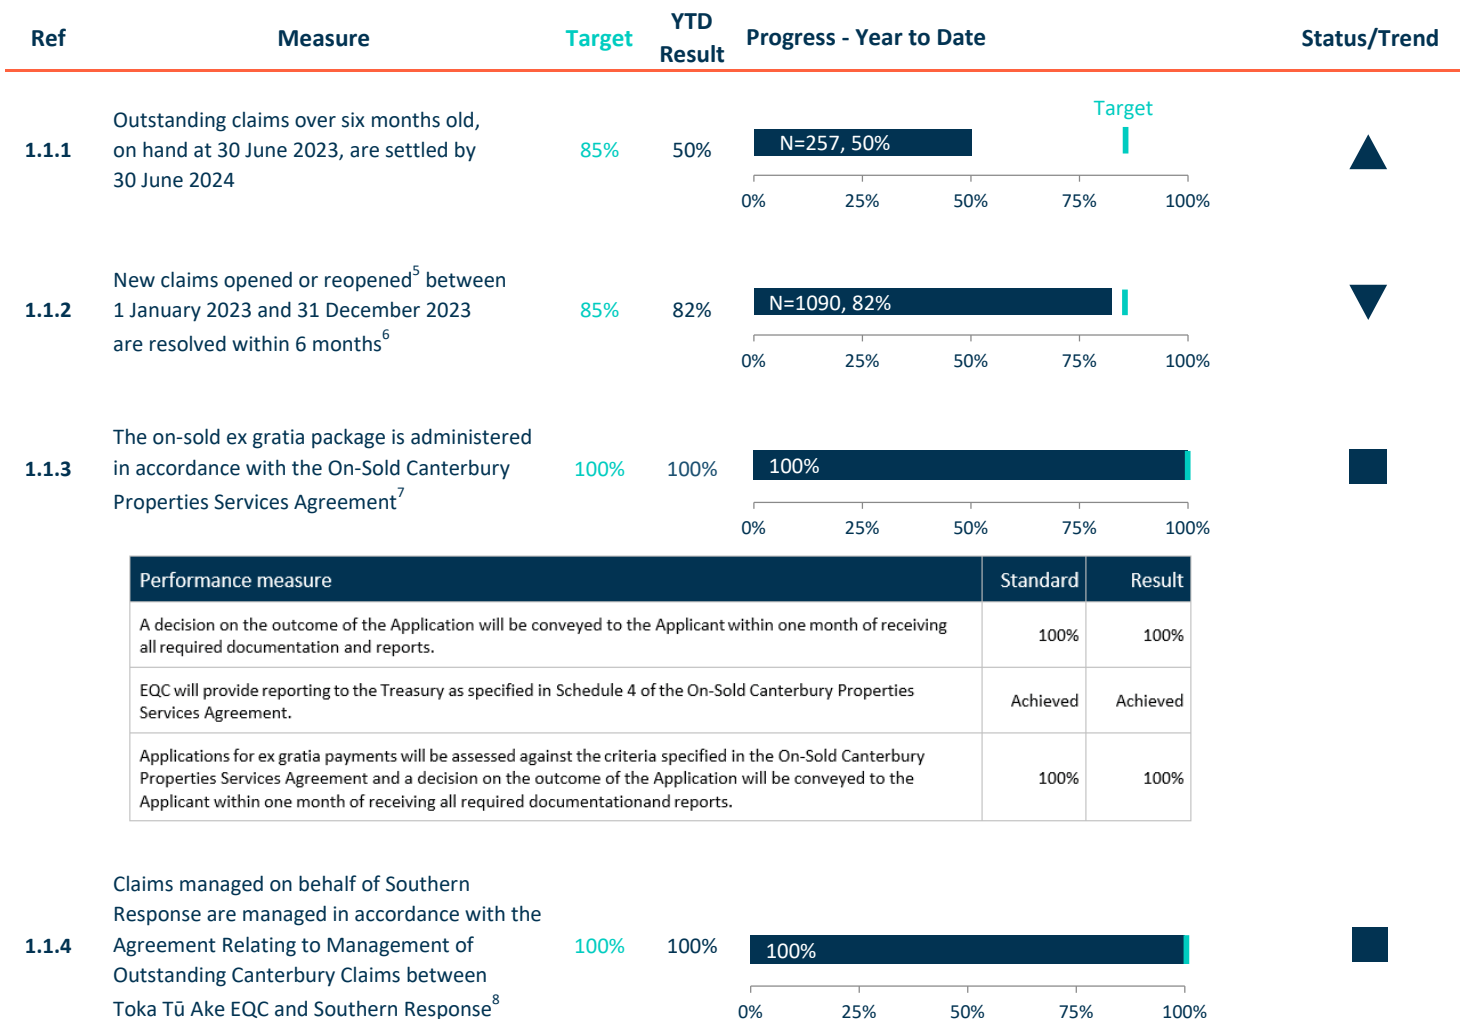 Ref Measure Target YTD Result Progress - Year to Date Status/Trend
Target
Outstanding claims over six months old,
1.1.1 on hand at 30 June 2023, are settled by 85% 50% N=257, 50%
30 June 2024
0% 25% 50% 75% 100%
New claims opened or reopened5 between
1.1.2 1 January 2023 and 31 December 2023 85% 82% N=1090, 82%
are resolved within 6 months6
0% 25% 50% 75% 100%
The on-sold ex gratia package is administered
1.1.3 in accordance with the On-Sold Canterbury 100% 100% 100%
Properties Services Agreement7
0% 25% 50% 75% 100%
Performance measure Standard Result
A decision on the outcome of the Application will be conveyed to the Applicant within one month of receiving
all required documentation and reports. 100% 100%
EQC will provide reporting to the Treasury as specified in Schedule 4 of the On-Sold Canterbury Properties
Services Agreement. Achieved Achieved
Applications for ex gratia payments will be assessed against the criteria specified in the On-Sold Canterbury
Properties Services Agreement and a decision on the outcome of the Application will be conveyed to the 100% 100%
Applicant within one month of receiving all required documentationand reports.
Claims managed on behalf of Southern
Response are managed in accordance with the
1.1.4 Agreement Relating to Management of 100% 100% 100%
Outstanding Canterbury Claims between
Toka Tū Ake EQC and Southern Response8
0% 25% 50% 75% 100%